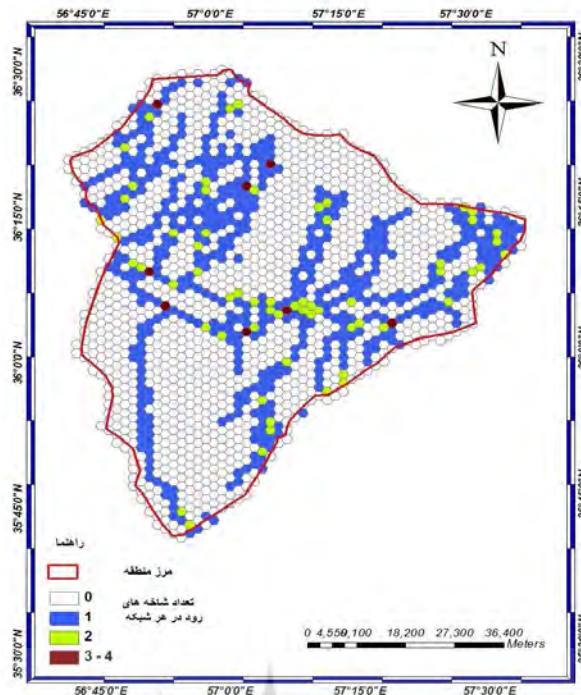 56°45'0"E 57°0'0"E 57°15'0"E 57°30'0"E
N
36°30'0"N
36°15'0"N
36°0'0"N
35°45'0"N
35°30'0"N
راهنما
مرز منطقه
تعداد شاخه های
رود در هر شبکه
0
1
2
3 - 4
0 4,550 9,100 18,200 27,300 36,400
Meters
56°45'0"E 57°0'0"E 57°15'0"E 57°30'0"E